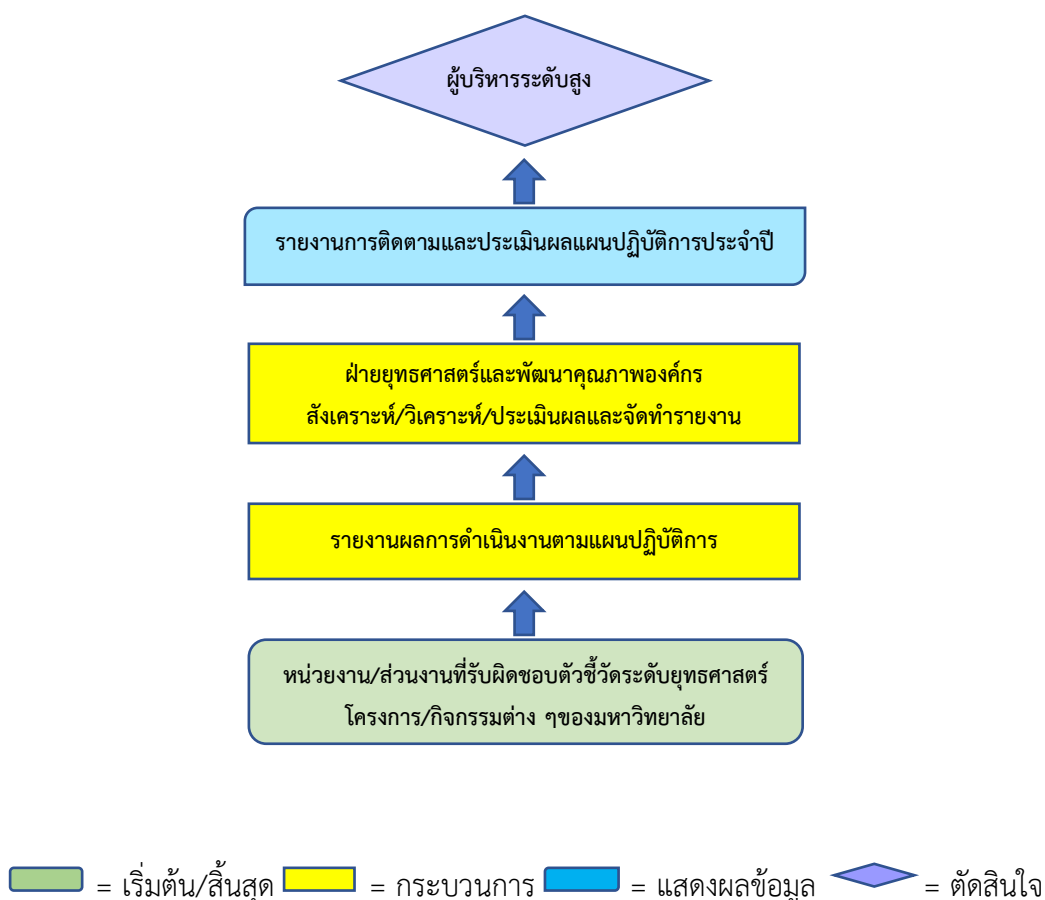 ผู้บริหารระดับสูง
รายงานการติดตามและประเมินผลแผนปฏิบัติการประจำปี
ฝ่ายยุทธศาสตร์และพัฒนาคุณภาพองค์กร
สังเคราะห์/วิเคราะห์/ประเมินผลและจัดทำรายงาน
รายงานผลการดำเนินงานตามแผนปฏิบัติการ
หน่วยงาน/ส่วนงานที่รับผิดชอบตัวชี้วัดระดับยุทธศาสตร์
โครงการ/กิจกรรมต่าง ๆของมหาวิทยาลัย
= เริ่มต้น/สิ้นสุด = กระบวนการ = แสดงผลข้อมูล = ตัดสินใจ